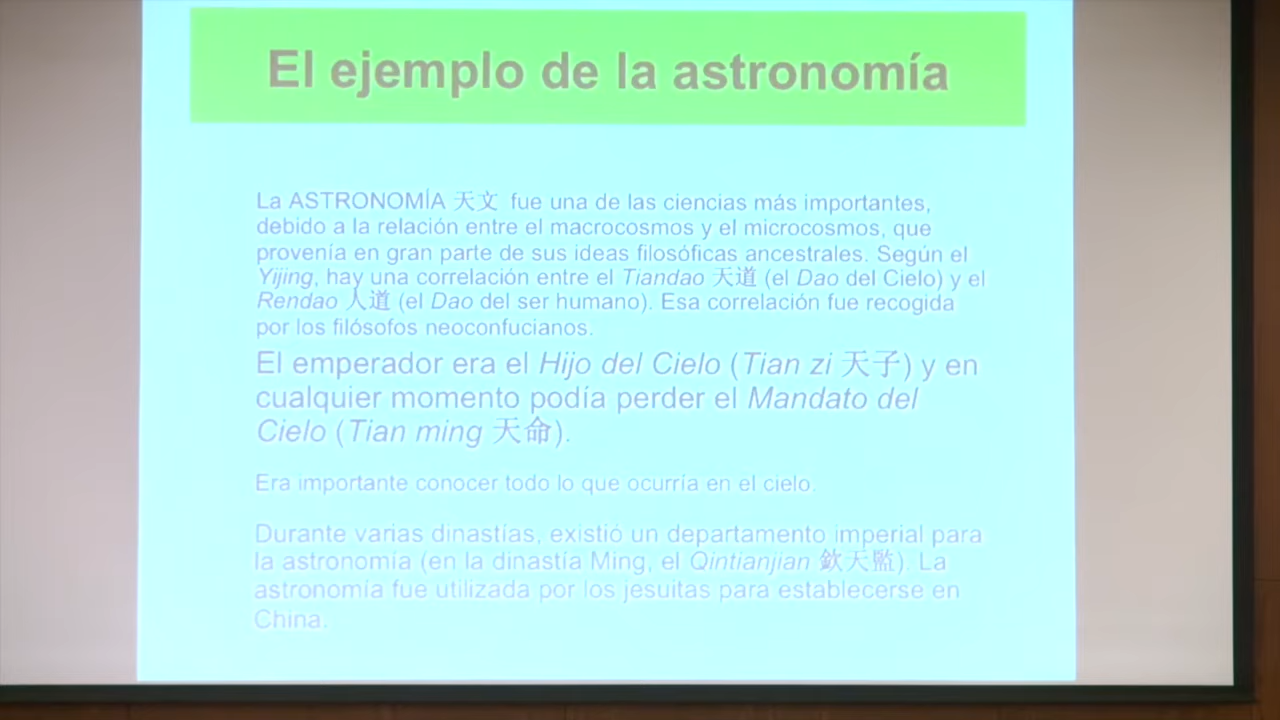 El ejemplo de la astronomía
La ASTRONOMÍA 天文 fue una de las ciencias más importantes,
debido a la relación entre el macrocosmos y el microcosmos, que
provenía en gran parte de sus ideas filosóficas ancestrales. Según el
Yijing, hay una correlación entre el Tiandao 天道 (el Dao del Cielo) y el
Rendao 人道 (el Dao del ser humano). Esa correlación fue recogida
por los filósofos neoconfucianos.
El emperador era el Hijo del Cielo (Tian zi 天子) y en
cualquier momento podía perder el Mandato del
Cielo (Tian ming 天命).
Era importante conocer todo lo que ocurría en el cielo.
Durante varias dinastías, existió un departamento imperial para
la astronomía (en la dinastía Ming, el Qintianjian 欽天監). La
astronomía fue utilizada por los jesuitas para establecerse en
China.